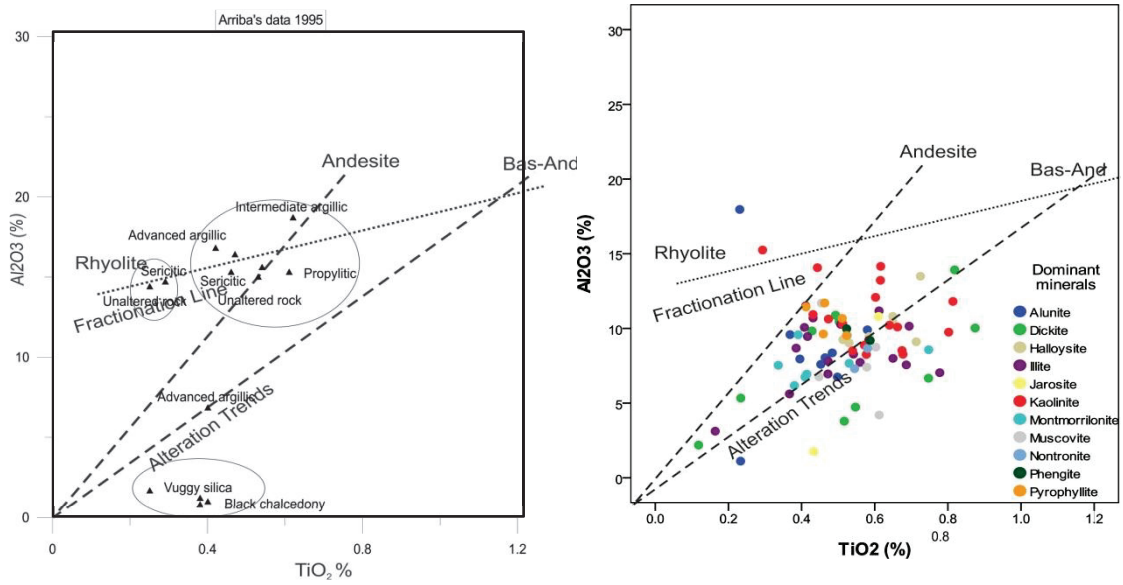 Arriba's data 1995
30
20
10
0
Al2O3 (%)
Andesite
Bas-And
Intermediate argillic
Advanced argillic
Rhyolite
Sericitic
Sericitic
Propylitic
Unaltered rock
Unaltered rock
Fractionation Line
Advanced argillic
Alteration Trends
Vuggy silica
Black chalcedony
0
0.4
0.8
1.2
TiO2 %
30
25
20
15
10
5
0
Al2O3 (%)
Andesite
Bas-And
Rhyolite
Fractionation Line
Alteration Trends
Dominant
minerals
Alunite
Dickite
Halloysite
Illite
Jarosite
Kaolinite
Montmorrilonite
Muscovite
Nontronite
Phengite
Pyrophyllite
0.0
0.2
0.4
0.6
0.8
1.0
1.2
TiO2 (%)